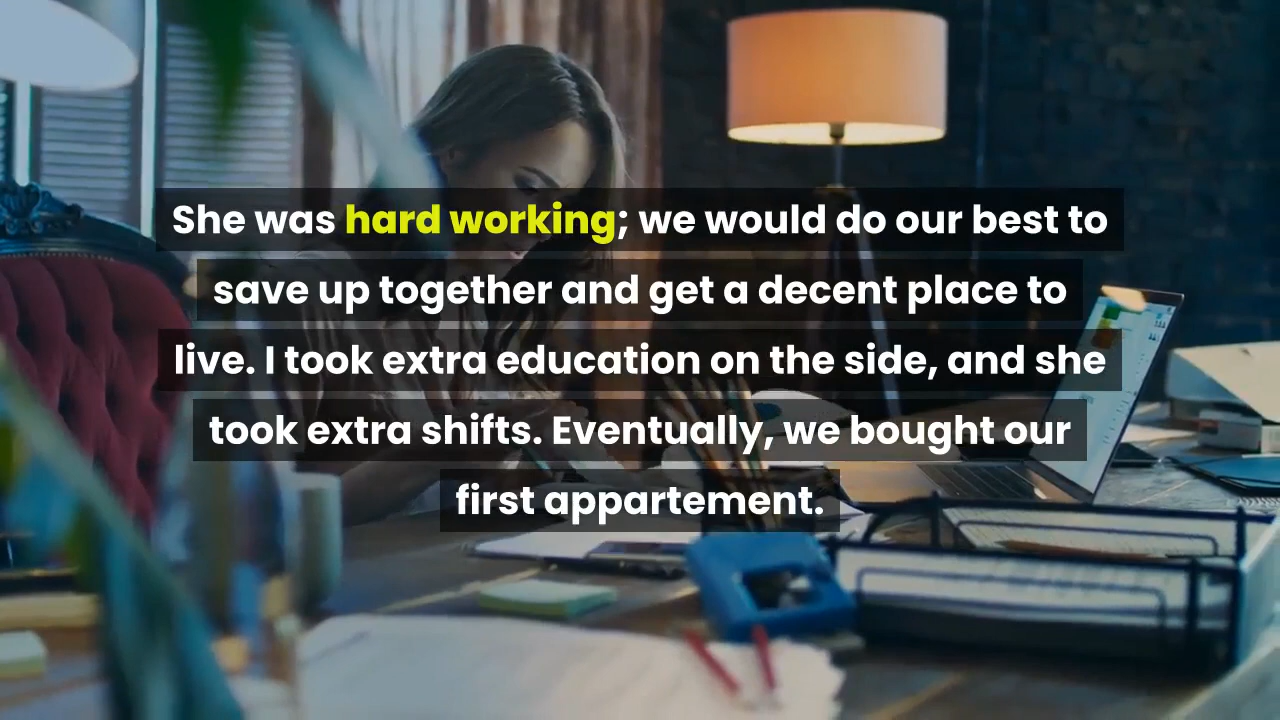 She was hard working; we would do our best to
save up together and get a decent place to
live. I took extra education on the side, and she
took extra shifts. Eventually, we bought our
first appartement.